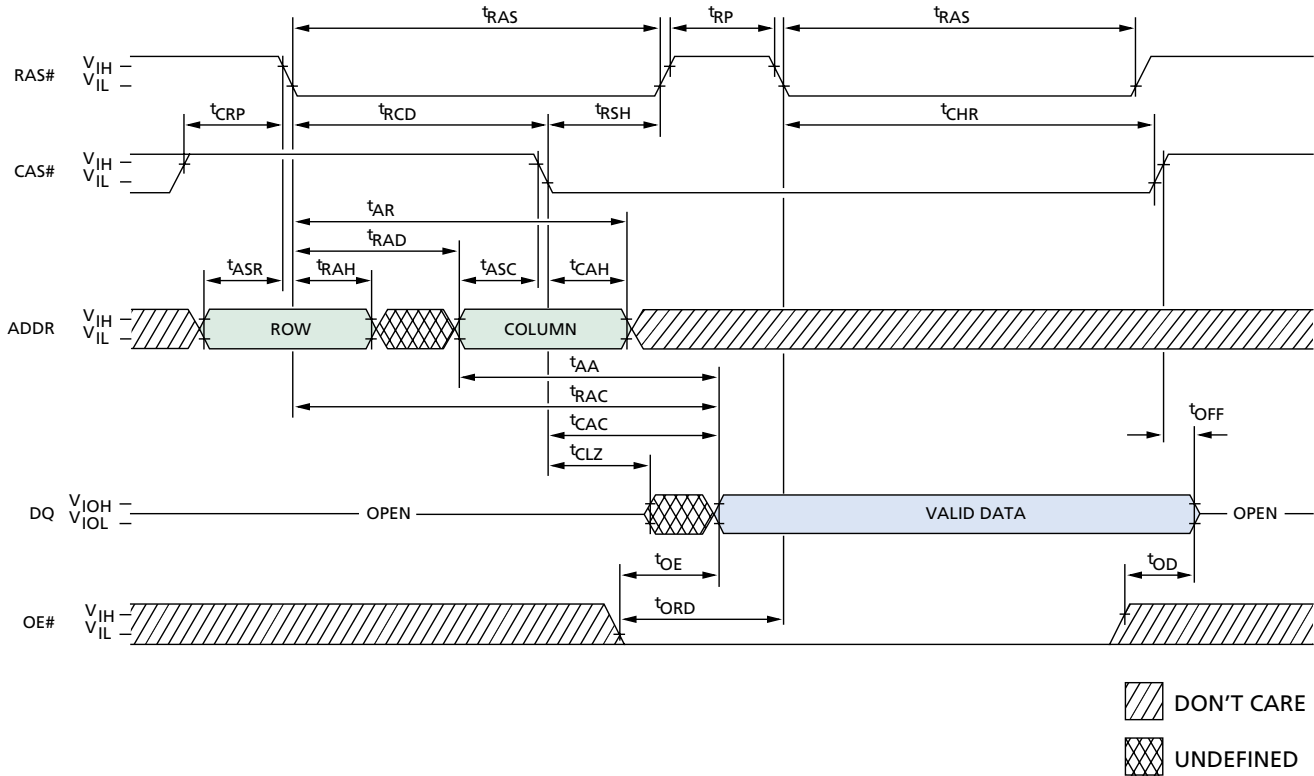 tRAS tRP tRAS
RAS# VIH
VIL
tCRP tRCD tRSH tCHR
CAS# VIH
VIL
tAR
tRAD
tASR tRAH tASC tCAH
ADDR VIH
VIL
ROW COLUMN
tAA
tRAC
tCAC tOFF
tCLZ
DQ VIOH
VIOL
OPEN VALID DATA OPEN
tOE tOD
tORD
OE# VIH
VIL
DON'T CARE
UNDEFINED